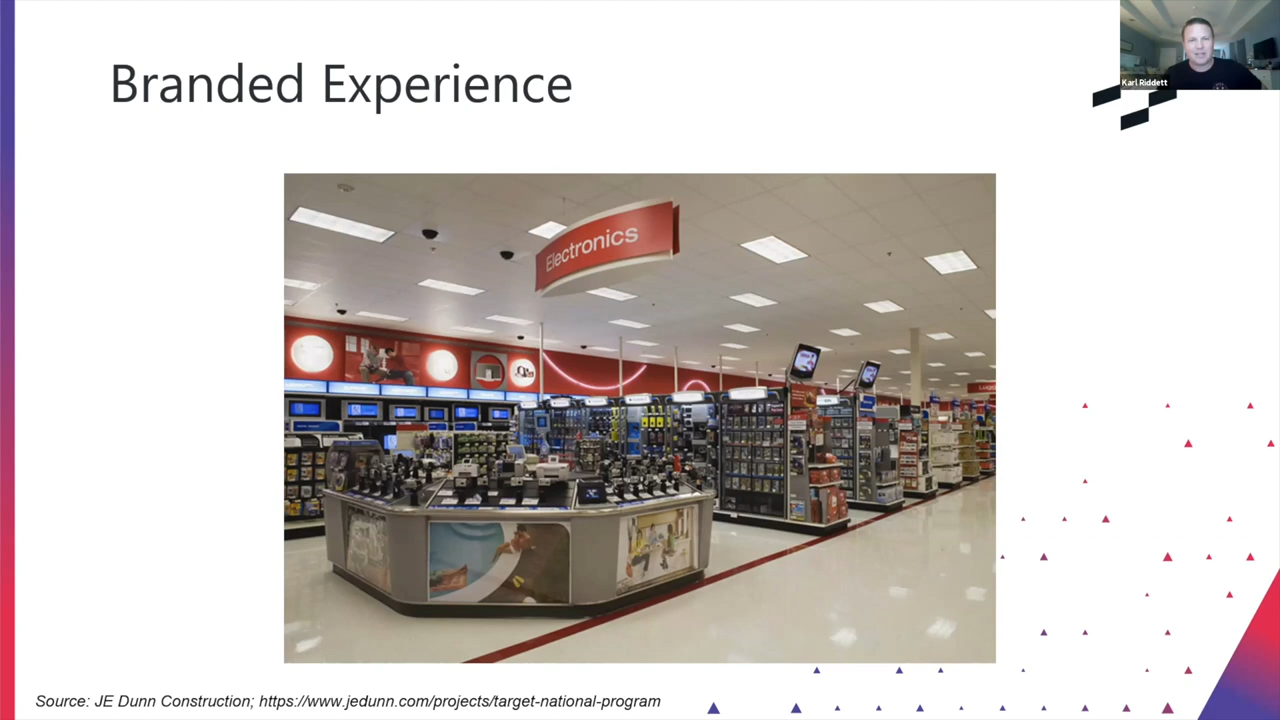 Branded Experience
Karl Riddett
Electronics
Source: JE Dunn Construction; https://www.jedunn.com/projects/target-national-program